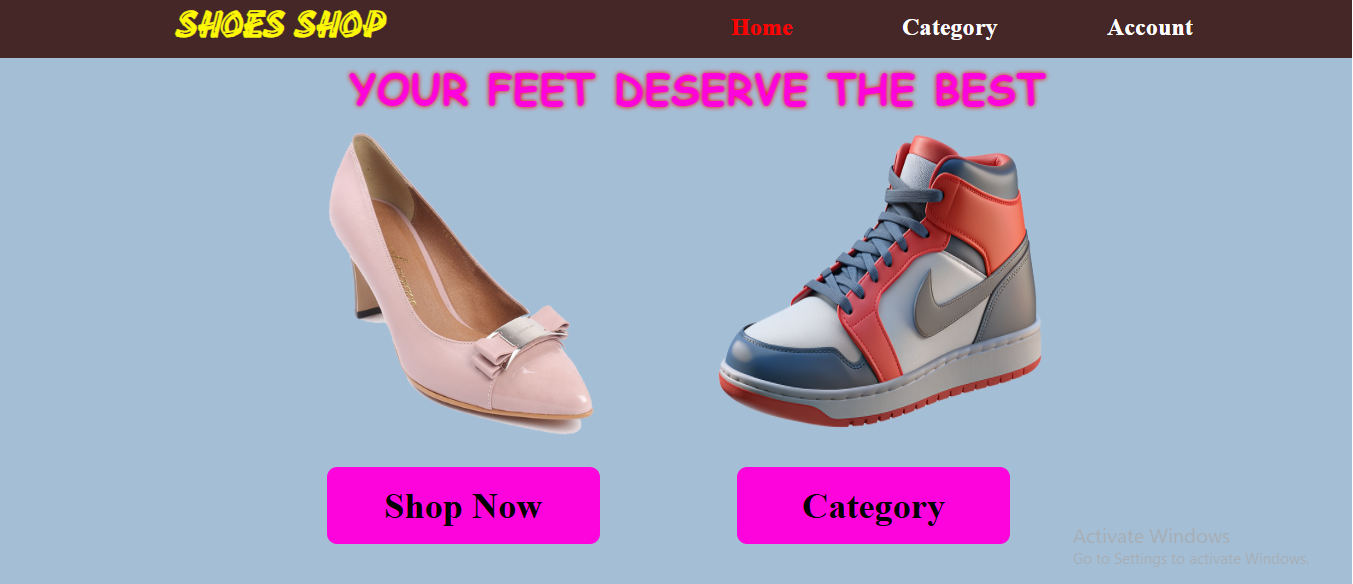 SHOES SHOP
Home
Category
Account
YOUR FEET DESERVE THE BEST
Shop Now
Category
Activate Windows
Go to Settings to activate Windows.